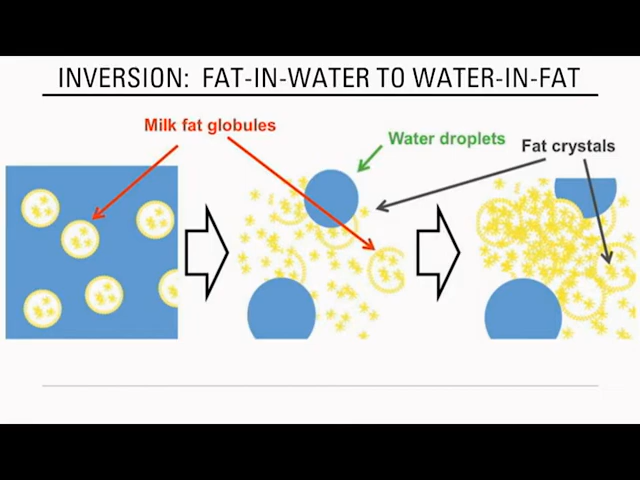 INVERSION: FAT-IN-WATER TO WATER-IN-FAT
Milk fat globules
Water droplets
Fat crystals